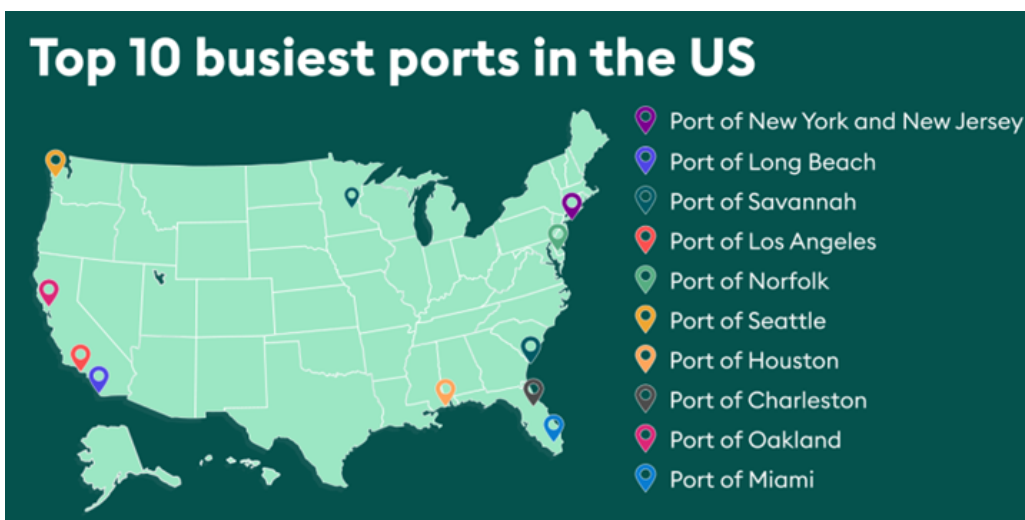 Top 10 busiest ports in the US
Port of New York and New Jersey
Port of Long Beach
Port of Savannah
Port of Los Angeles
Port of Norfolk
Port of Seattle
Port of Houston
Port of Charleston
Port of Oakland
Port of Miami